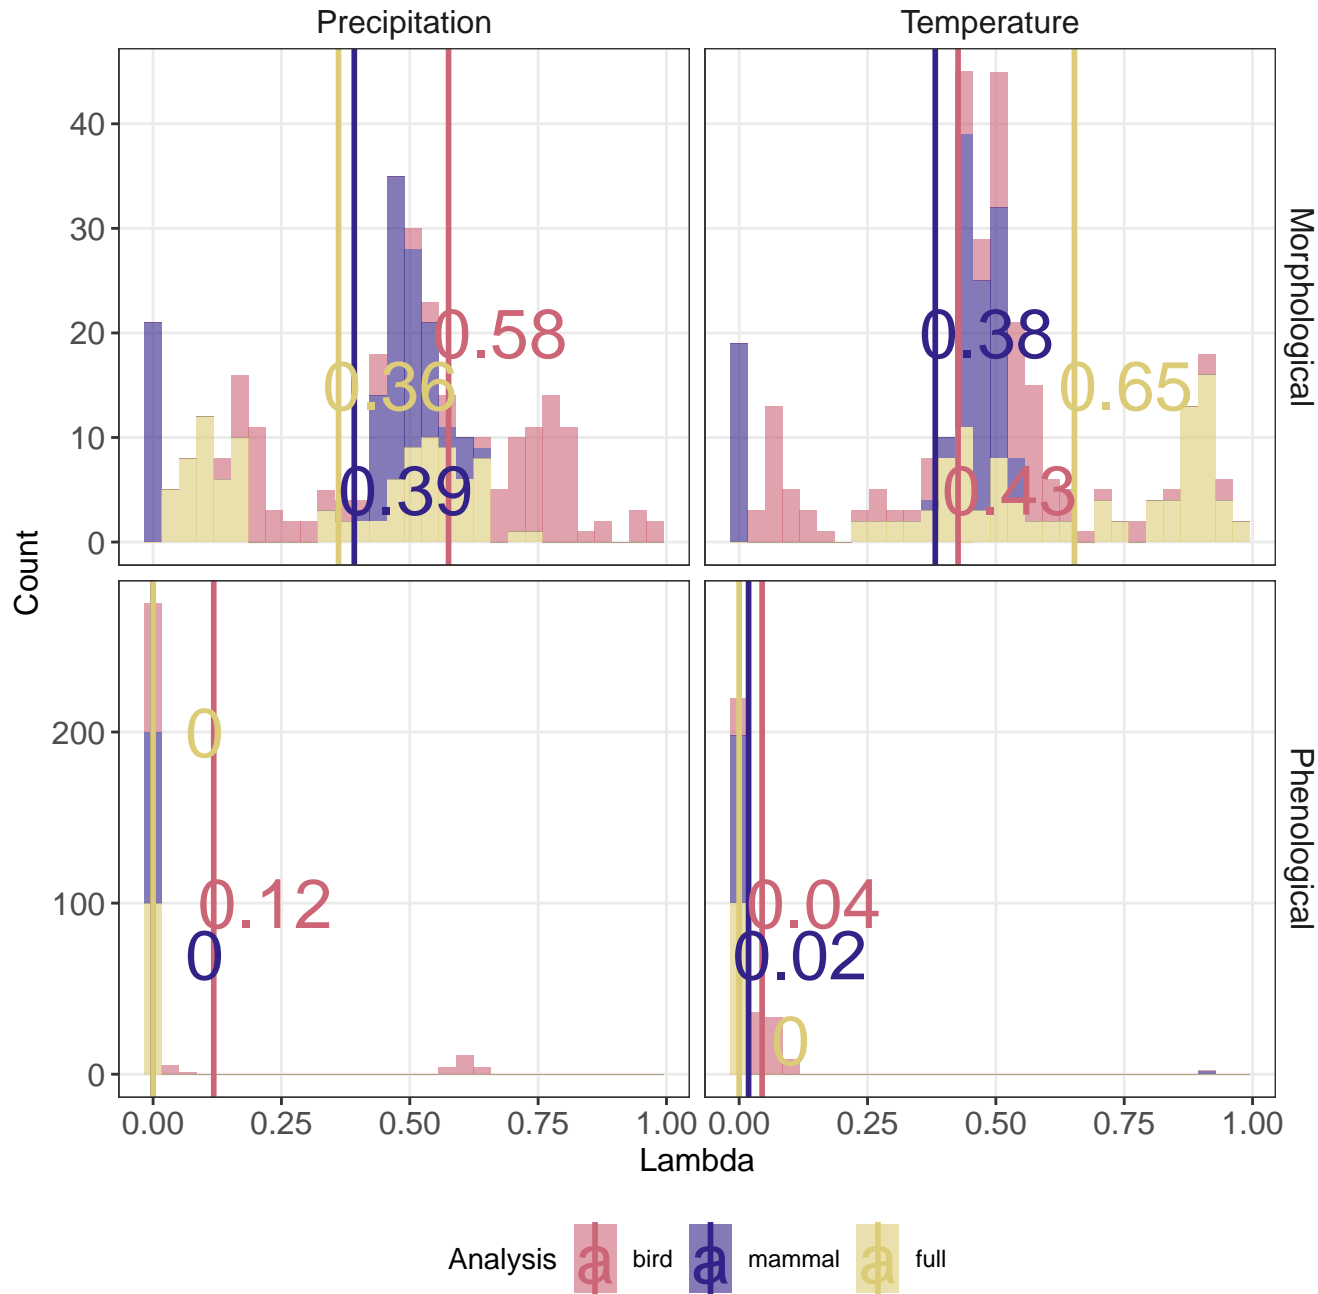 Precipitation Temperature
40
30
20
10
0
0.58
0.36
0.39
0.38
0.65
0.43
Morphological
Count
200
100
0
0
0.12
0
0.04
0.02
0
Phenological
0.00 0.25 0.50 0.75 1.00 0.00 0.25 0.50 0.75 1.00
Lambda
Analysis a bird a mammal a full